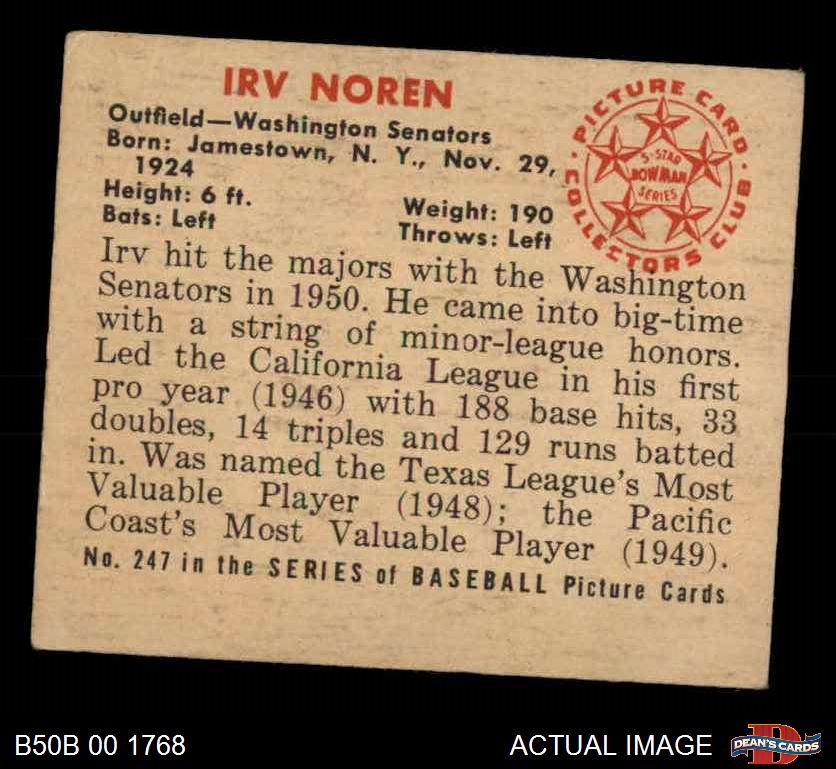 IRV NOREN
Outfield—Washington Senators
Born: Jamestown, N. Y., Nov. 29,
1924
Height: 6 ft.
Weight: 190
Bats: Left
Throws: Left
PICTURE CARD
COLLECTORS CLUB
5-STAR
BOWMAN
SERIES
Irv hit the majors with the Washington
Senators in 1950. He came into big-time
with a string of minor-league honors.
Led the California League in his first
pro year (1946) with 188 base hits, 33
doubles, 14 triples and 129 runs batted
in. Was named the Texas League's Most
Valuable Player (1948); the Pacific
Coast's Most Valuable Player (1949).
No. 247 in the SERIES of BASEBALL Picture Cards
B50B 00 1768
ACTUAL IMAGE
D
DEAN'S CARDS